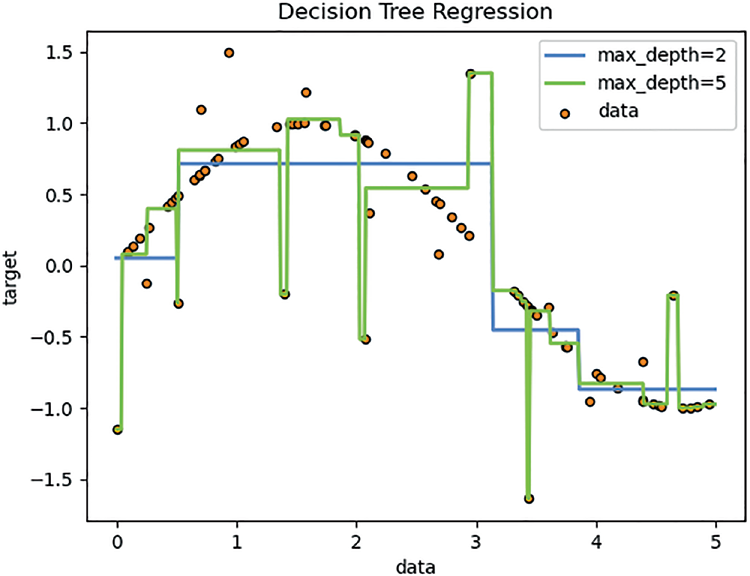 Decision Tree Regression
max_depth=2
max_depth=5
data
target
1.5
1.0
0.5
0.0
−0.5
−1.0
−1.5
0 1 2 3 4 5
data